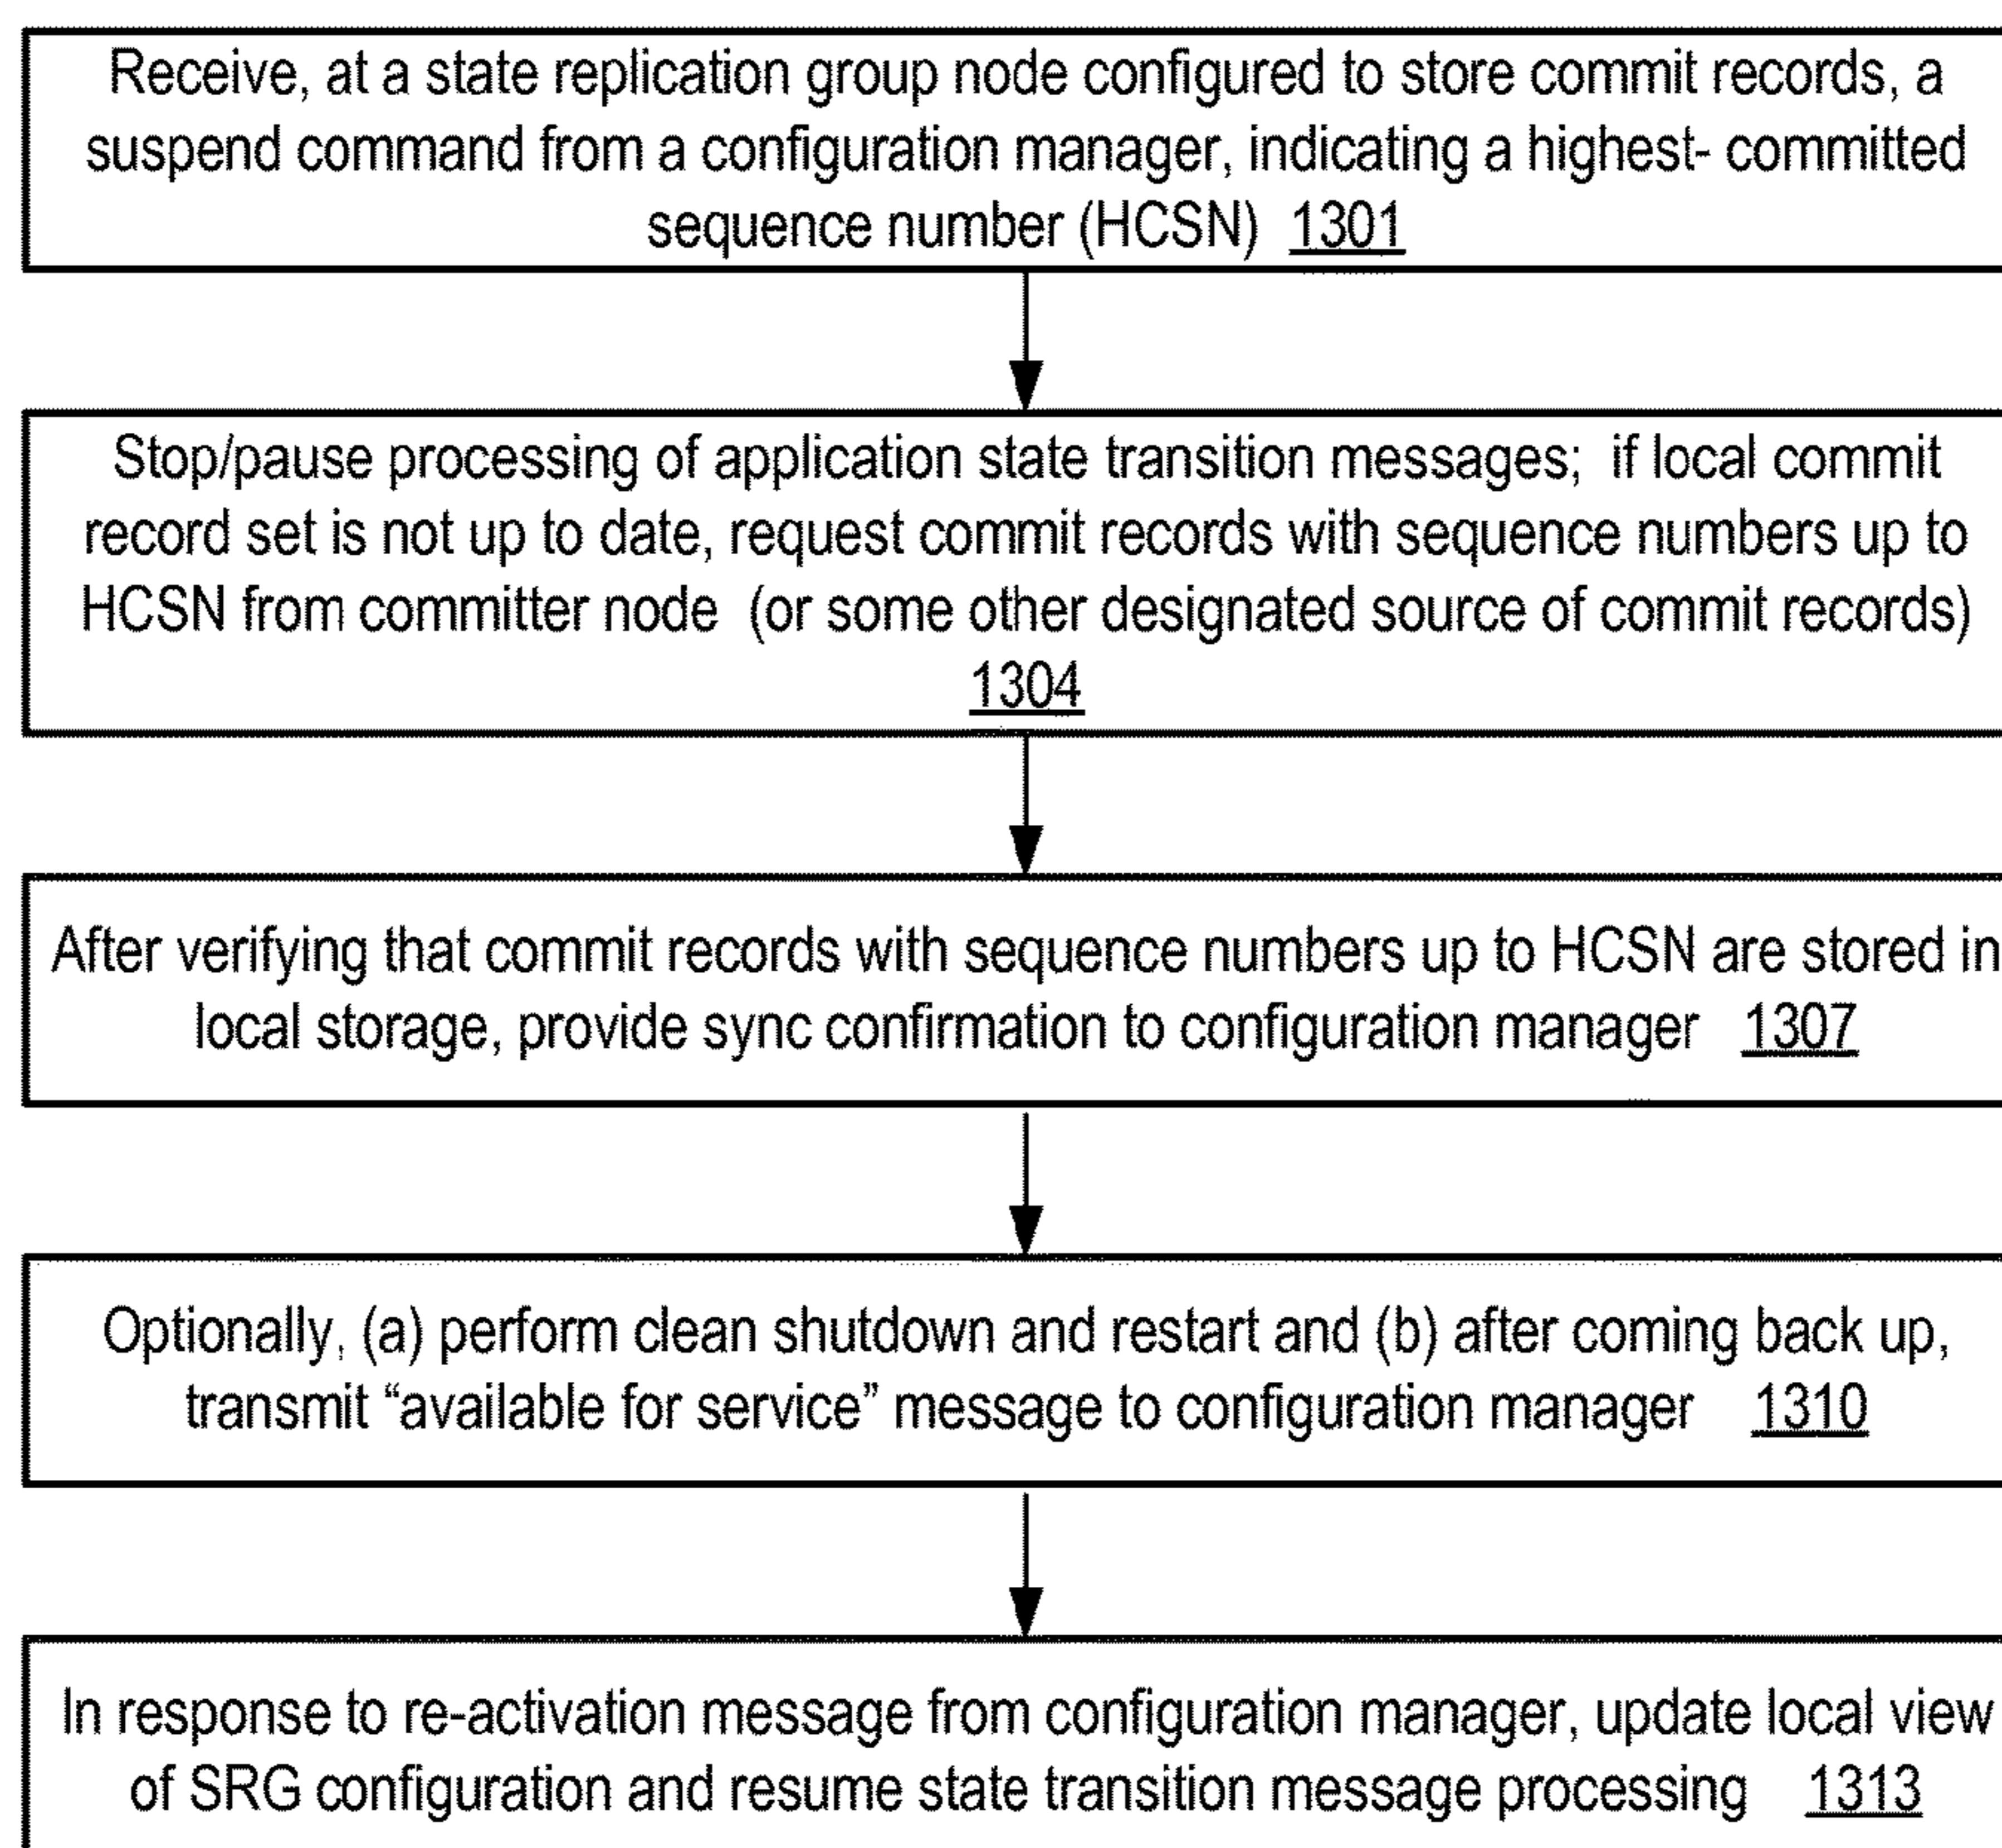 Receive, at a state replication group node configured to store commit records, a
suspend command from a configuration manager, indicating a highest- committed
sequence number (HCSN) 1301
Stop/pause processing of application state transition messages; if local commit
record set is not up to date, request commit records with sequence numbers up to
HCSN from committer node (or some other designated source of commit records)
1304
After verifying that commit records with sequence numbers up to HCSN are stored in
local storage, provide sync confirmation to configuration manager 1307
Optionally, (a) perform clean shutdown and restart and (b) after coming back up,
transmit “available for service” message to configuration manager 1310
In response to re-activation message from configuration manager, update local view
of SRG configuration and resume state transition message processing 1313